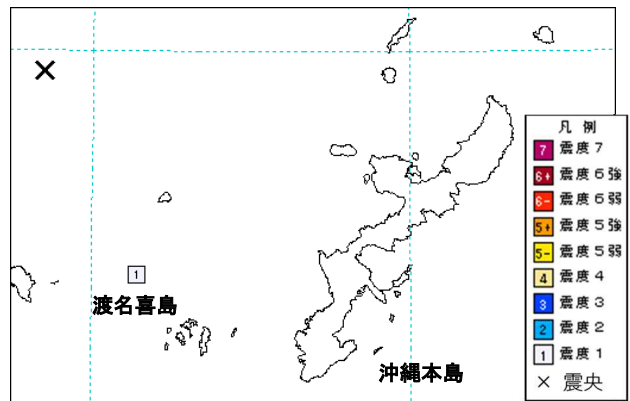 ×
凡例
7 震度7
6+ 震度6強
6- 震度6弱
5+ 震度5強
5- 震度5弱
4 震度4
3 震度3
2 震度2
1 震度1
× 震央
1
渡名喜島
沖縄本島